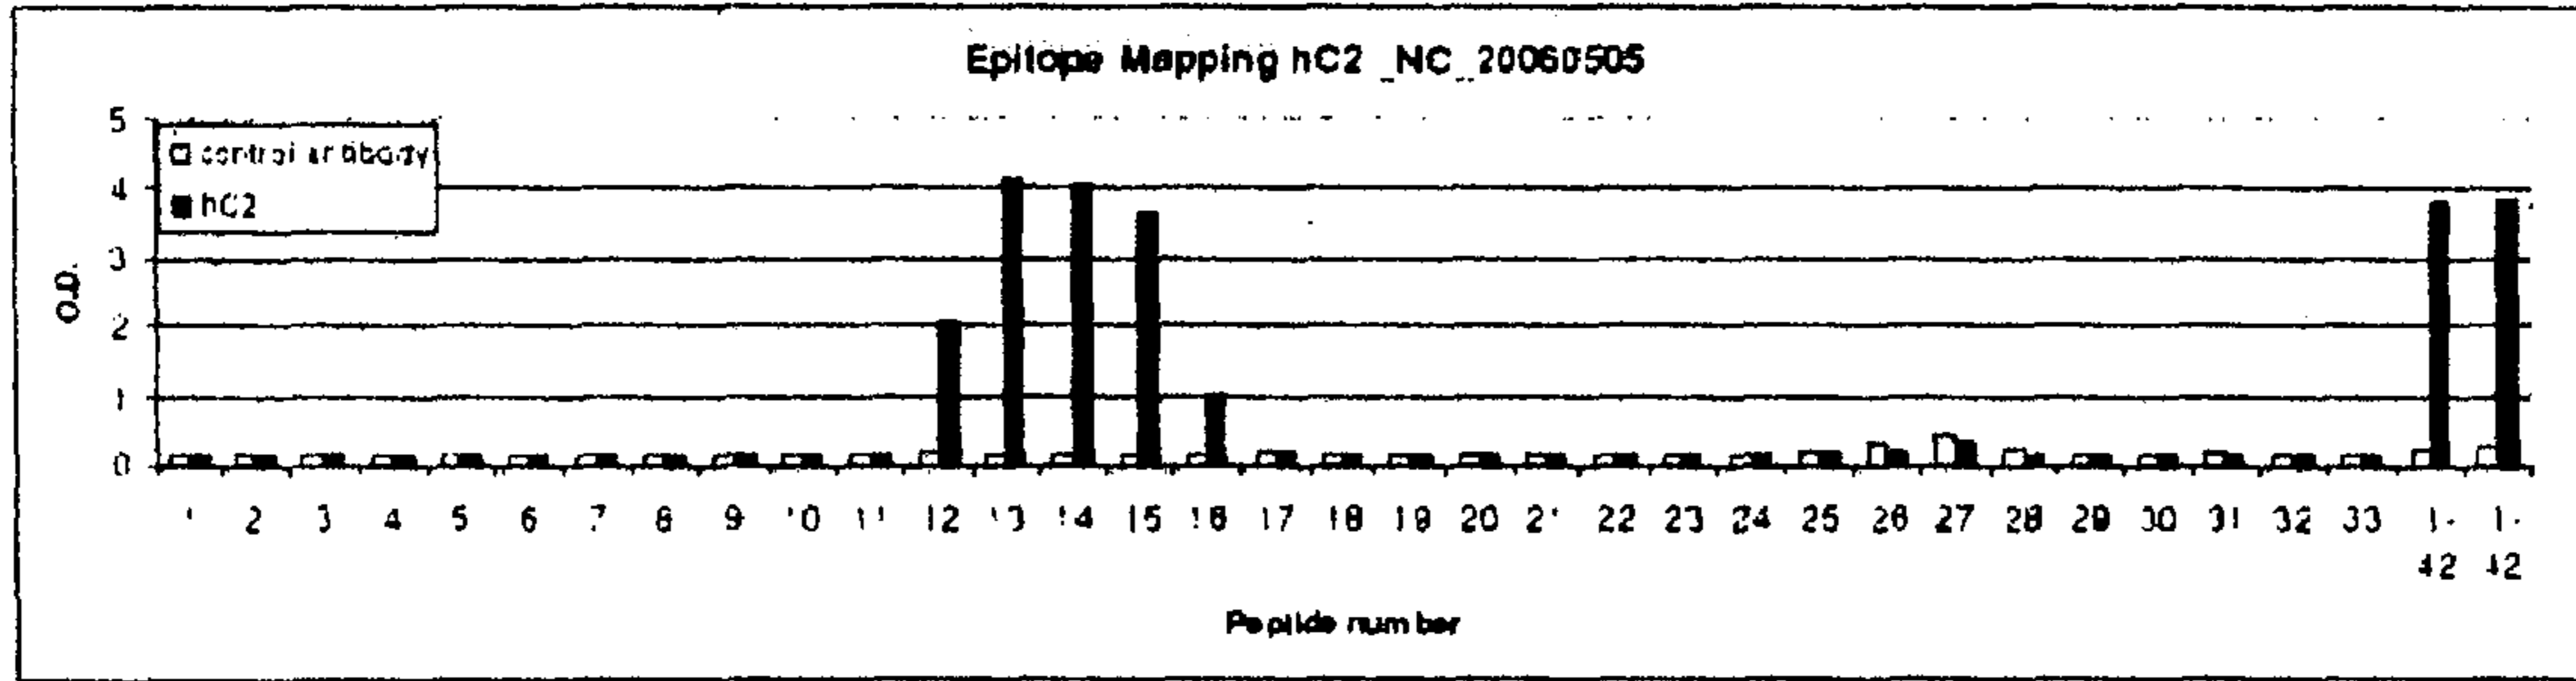 Epitope Mapping hC2 _NC_20060505
5
control antibody
4
hC2
3
O.D.
2
1
0
1 2 3 4 5 6 7 8 9 10 11 12 13 14 15 16 17 18 19 20 21 22 23 24 25 26 27 28 29 30 31 32 33 1- 1-
42 42
Peptide number